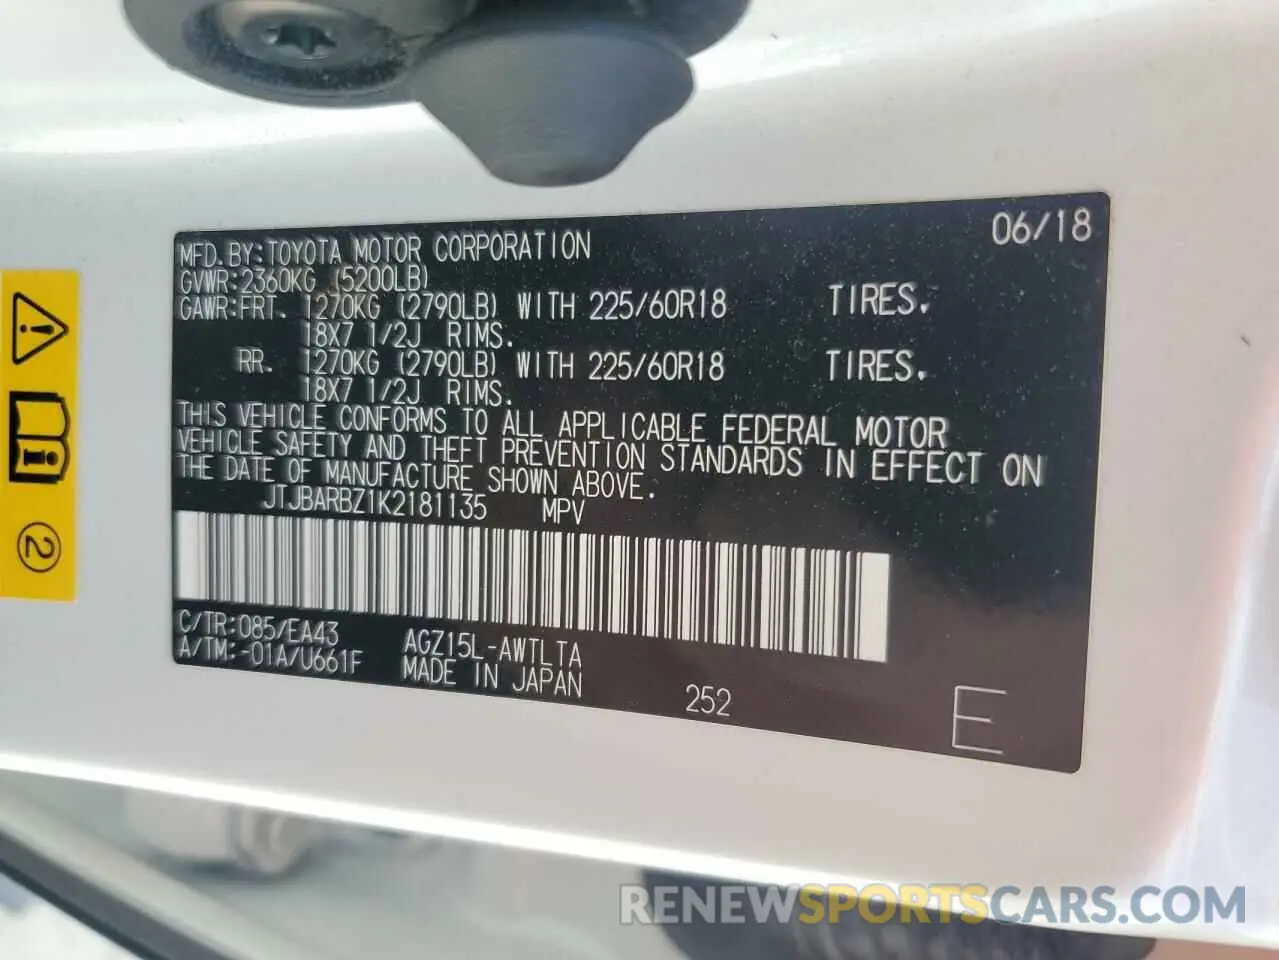 06/18
MFD.BY:TOYOTA MOTOR CORPORATION
GVWR:2360KG (5200LB)
GAWR:FRT. 1270KG (2790LB) WITH 225/60R18 TIRES.
18X7 1/2J RIMS.
RR. 1270KG (2790LB) WITH 225/60R18 TIRES.
18X7 1/2J RIMS.
THIS VEHICLE CONFORMS TO ALL APPLICABLE FEDERAL MOTOR
VEHICLE SAFETY AND THEFT PREVENTION STANDARDS IN EFFECT ON
THE DATE OF MANUFACTURE SHOWN ABOVE.
JTJBARBZ1K2181135 MPV
C/TR:085/EA43 AGZ15L-AWTLTA
A/TM:-01A/U661F MADE IN JAPAN
252
E
2
RENEWSPORTSCARS.COM